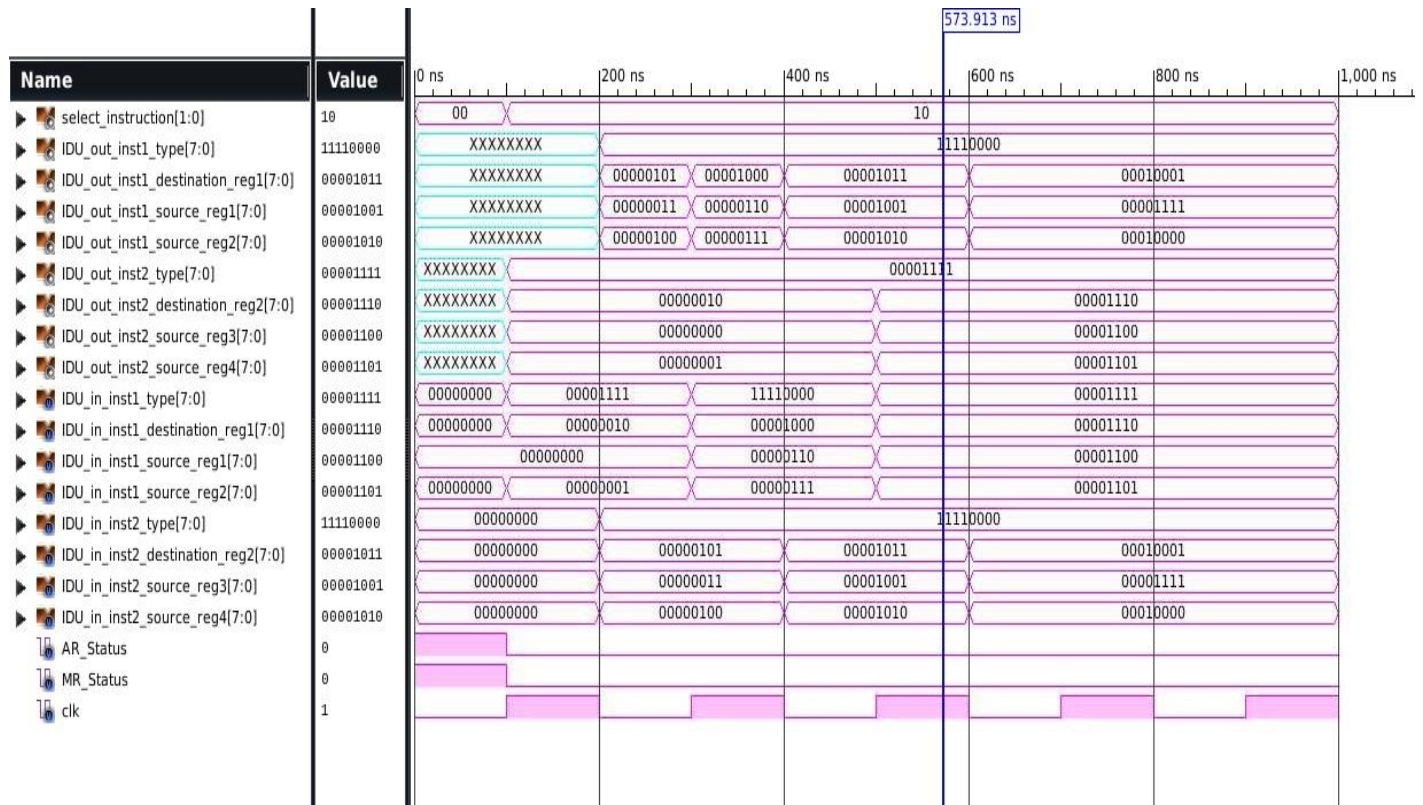 573.913 ns
Name Value 0 ns 200 ns 400 ns 600 ns 800 ns 1,000 ns
select_instruction[1:0] 10 00 10
IDU_out_inst1_type[7:0] 11110000 XXXXXXXX 11110000
IDU_out_inst1_destination_reg1[7:0] 00001011 XXXXXXXX 00000101 00001000 00001011 00010001
IDU_out_inst1_source_reg1[7:0] 00001001 XXXXXXXX 00000011 00000110 00001001 00001111
IDU_out_inst1_source_reg2[7:0] 00001010 XXXXXXXX 00000100 00000111 00001010 00010000
IDU_out_inst2_type[7:0] 00001111 XXXXXXXX 00001111
IDU_out_inst2_destination_reg2[7:0] 00001110 XXXXXXXX 00000010 00001110
IDU_out_inst2_source_reg3[7:0] 00001100 XXXXXXXX 00000000 00001100
IDU_out_inst2_source_reg4[7:0] 00001101 XXXXXXXX 00000001 00001101
IDU_in_inst1_type[7:0] 00001111 00000000 00001111 11110000 00001111
IDU_in_inst1_destination_reg1[7:0] 00001110 00000000 00000010 00001000 00001110
IDU_in_inst1_source_reg1[7:0] 00001100 00000000 00000110 00001100
IDU_in_inst1_source_reg2[7:0] 00001101 00000000 00000001 00000111 00001101
IDU_in_inst2_type[7:0] 11110000 00000000 11110000
IDU_in_inst2_destination_reg2[7:0] 00001011 00000000 00000101 00001011 00010001
IDU_in_inst2_source_reg3[7:0] 00001001 00000000 00000011 00001001 00001111
IDU_in_inst2_source_reg4[7:0] 00001010 00000000 00000100 00001010 00010000
AR_Status 0
MR_Status 0
clk 1